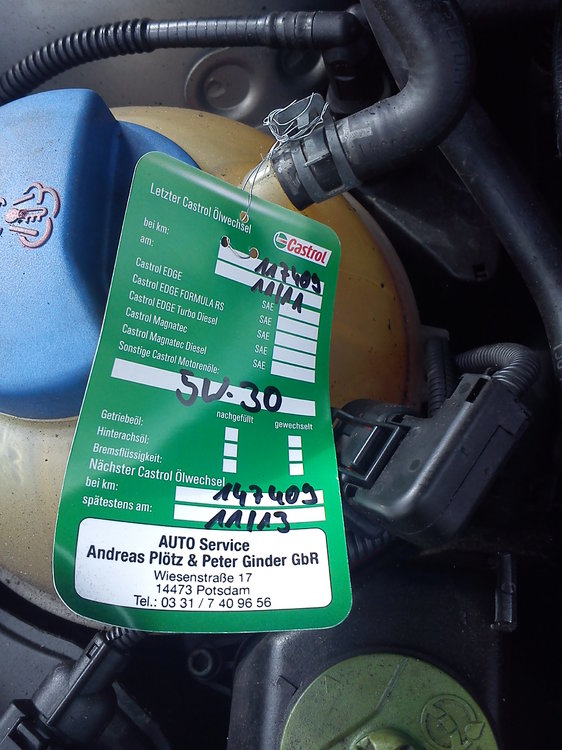 Letzter Castrol Ölwechsel
Castrol
bei km: 117409
am: 11/11
Castrol EDGE
Castrol EDGE FORMULA RS SAE
Castrol EDGE Turbo Diesel SAE
Castrol Magnatec SAE
Castrol Magnatec Diesel SAE
Sonstige Castrol Motorenöle: SAE
5W-30
nachgefüllt gewechselt
Getriebeöl:
Hinterachsöl:
Bremsflüssigkeit:
Nächster Castrol Ölwechsel
bei km: 147409
spätestens am: 11/13
AUTO Service
Andreas Plötz & Peter Ginder GbR
Wiesenstraße 17
14473 Potsdam
Tel.: 03 31 / 7 40 96 56